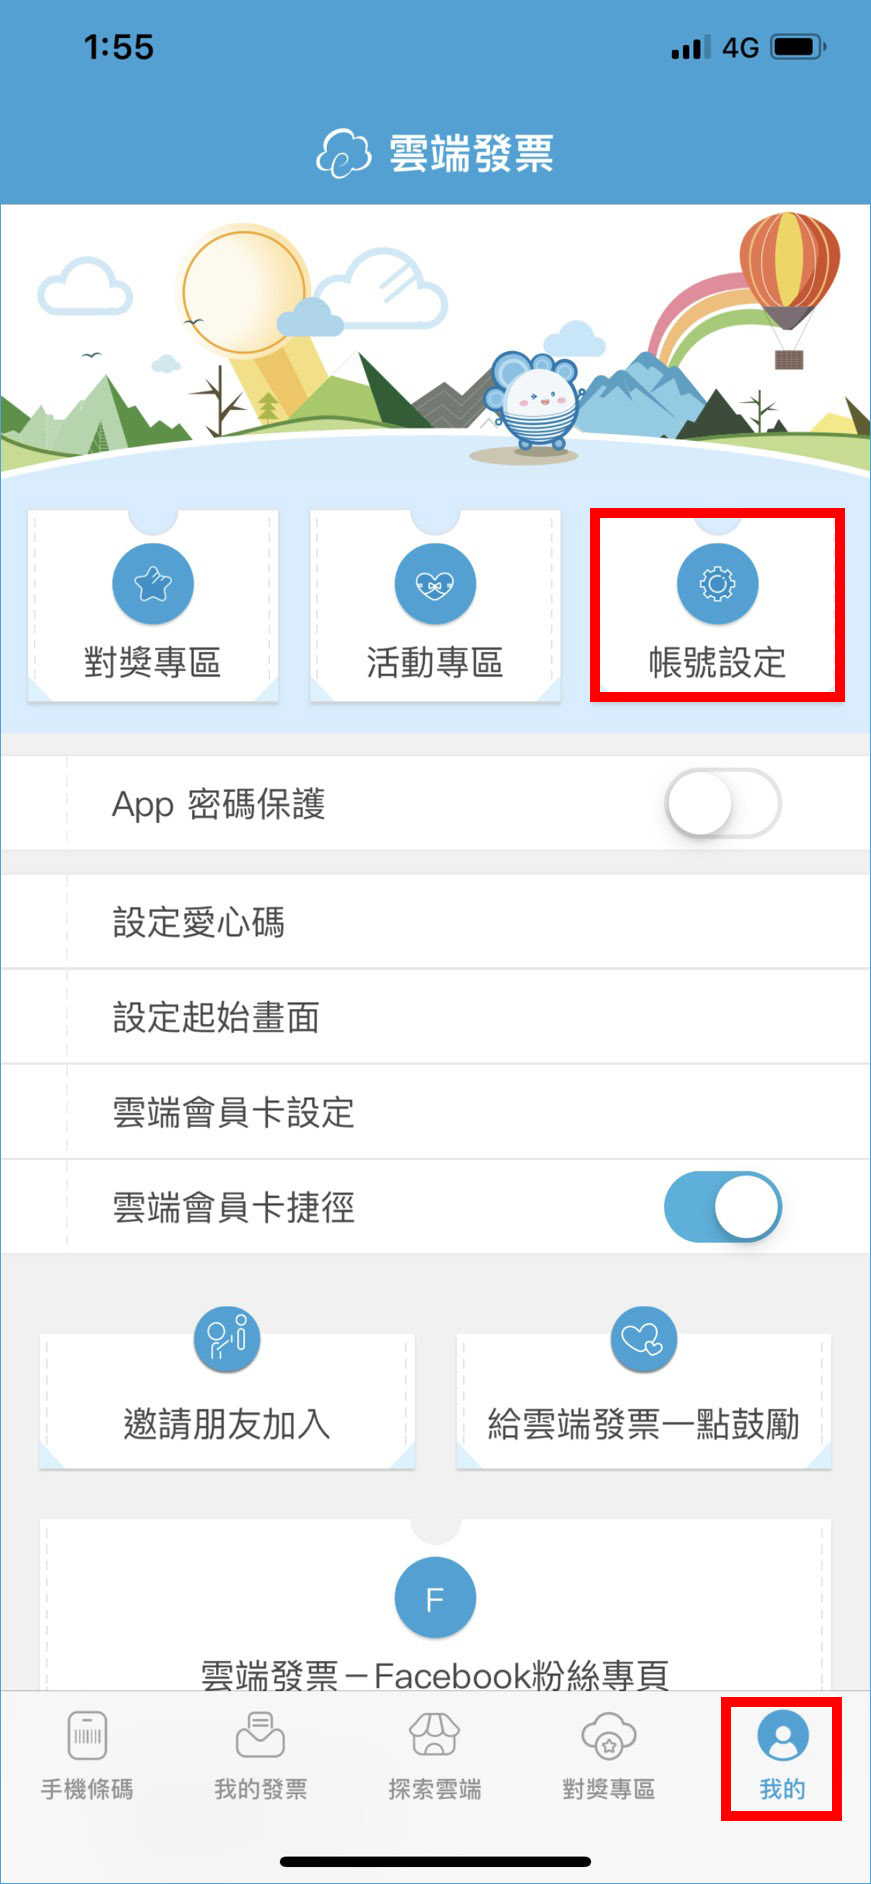 1:55
4G
雲端發票
對獎專區
活動專區
帳號設定
App 密碼保護
設定愛心碼
設定起始畫面
雲端會員卡設定
雲端會員卡捷徑
邀請朋友加入
給雲端發票一點鼓勵
F
雲端發票－Facebook粉絲專頁
手機條碼
我的發票
探索雲端
對獎專區
我的